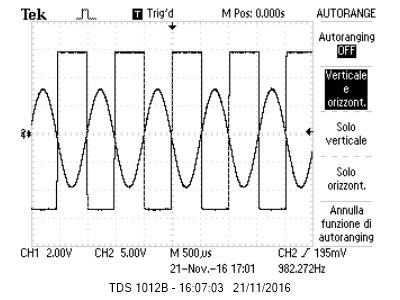 Tek Trig'd M Pos: 0.000s AUTORANGE
T
Autoranging
OFF
Verticale
e
orizzont.
Solo
verticale
Solo
orizzont.
Annulla
funzione di
autoranging
CH1 2.00V CH2 5.00V M 500µs CH2 195mV
21-Nov.-16 17:01 982.272Hz
TDS 1012B - 16:07:03 21/11/2016